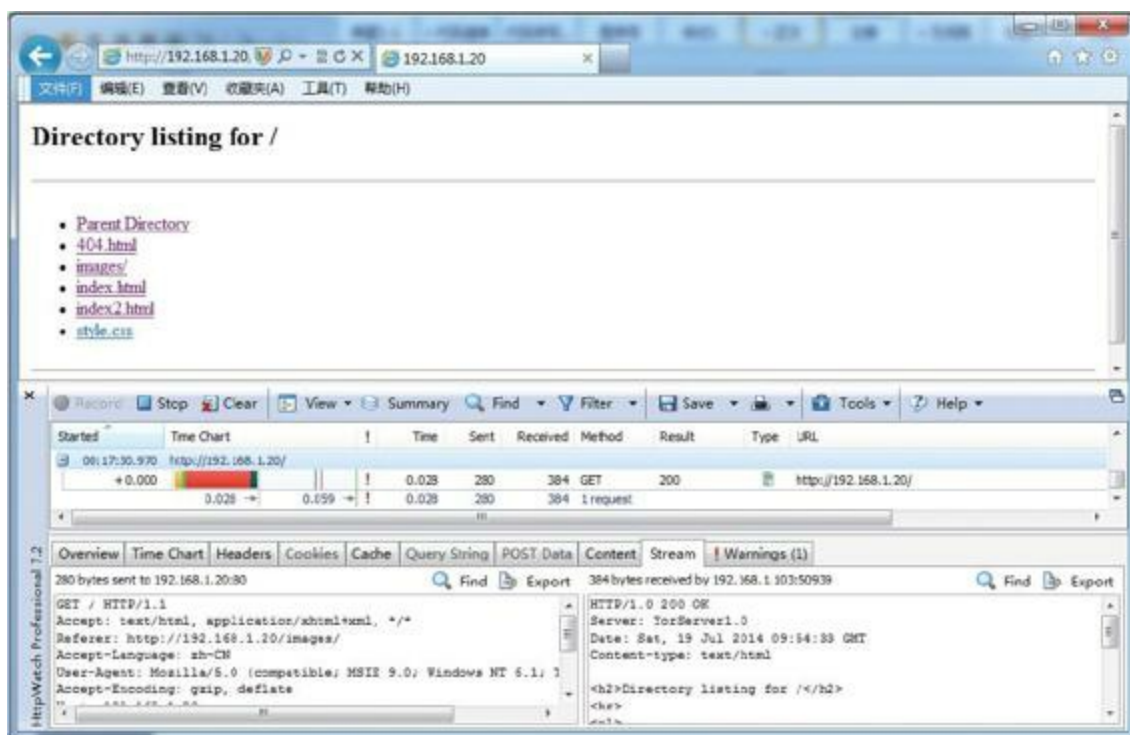 http://192.168.1.20
192.168.1.20
文件(F) 编辑(E) 查看(V) 收藏夹(A) 工具(T) 帮助(H)
Directory listing for /
Parent Directory
404.html
images/
index.html
index2.html
style.css
Record Stop Clear View Summary Find Filter Save Tools Help
Started Time Chart ! Time Sent Received Method Result Type URL
00:17:30.970 http://192.168.1.20/
+0.000 ! 0.028 280 384 GET 200 http://192.168.1.20/
0.028 0.059 ! 0.028 280 384 1 request
HttpWatch Professional 7.2
Overview Time Chart Headers Cookies Cache Query String POST Data Content Stream ! Warnings (1)
280 bytes sent to 192.168.1.20:80 Find Export 384 bytes received by 192.168.1.103:50939 Find Export
GET / HTTP/1.1
Accept: text/html, application/xhtml+xml, */*
Referer: http://192.168.1.20/images/
Accept-Language: zh-CN
User-Agent: Mozilla/5.0 (compatible; MSIE 9.0; Windows NT 6.1;
Accept-Encoding: gzip, deflate
HTTP/1.0 200 OK
Server: TorServer1.0
Date: Sat, 19 Jul 2014 09:54:33 GMT
Content-type: text/html
<h2>Directory listing for /</h2>
<hr>